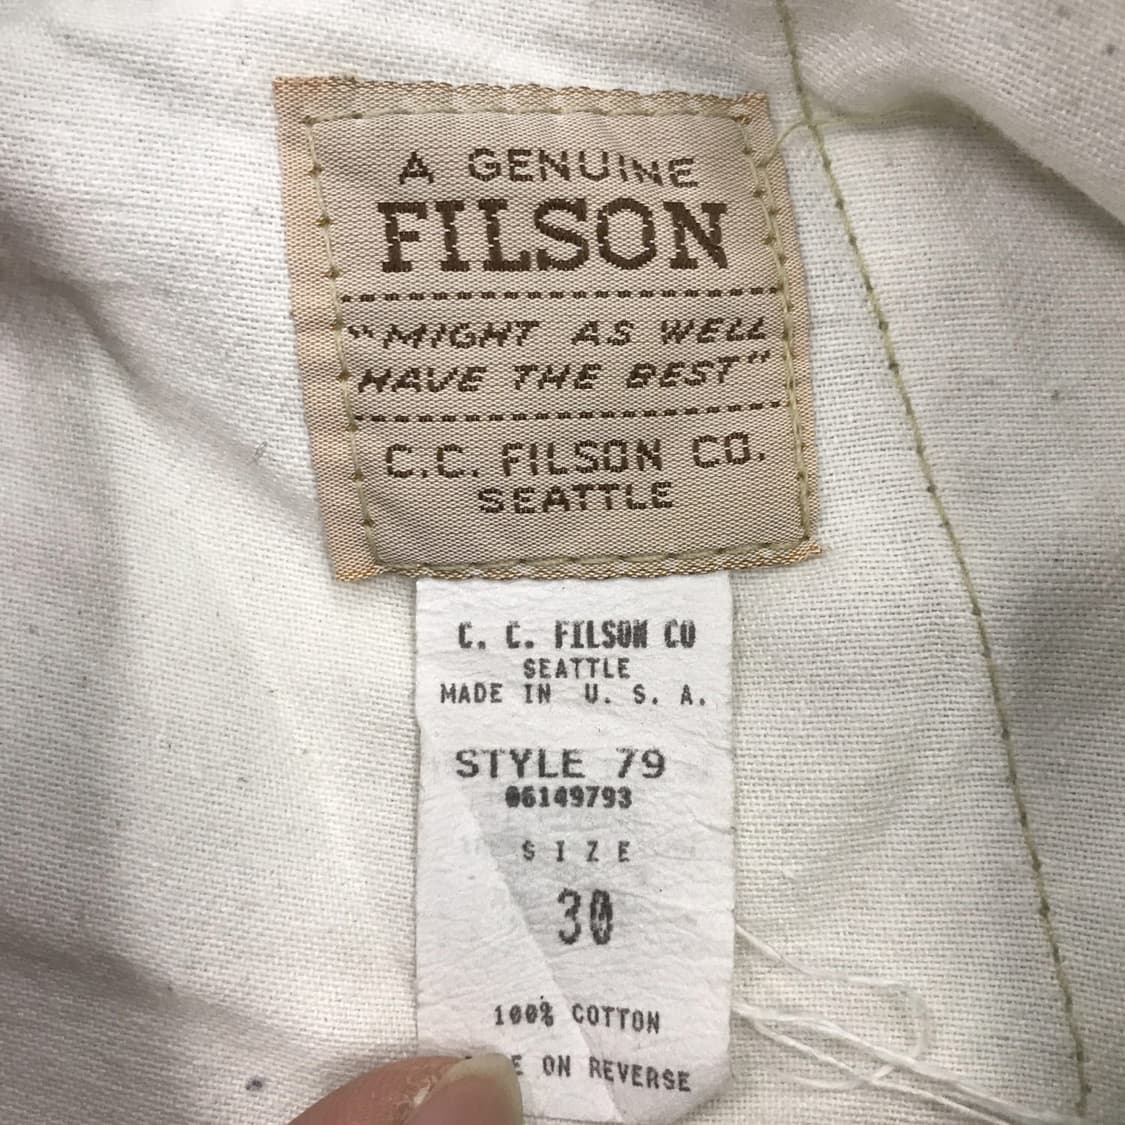 A GENUINE
FILSON
"MIGHT AS WELL
HAVE THE BEST"
C.C. FILSON CO.
SEATTLE
C. C. FILSON CO
SEATTLE
MADE IN U. S. A.
STYLE 79
06149793
SIZE
30
100% COTTON
ON REVERSE